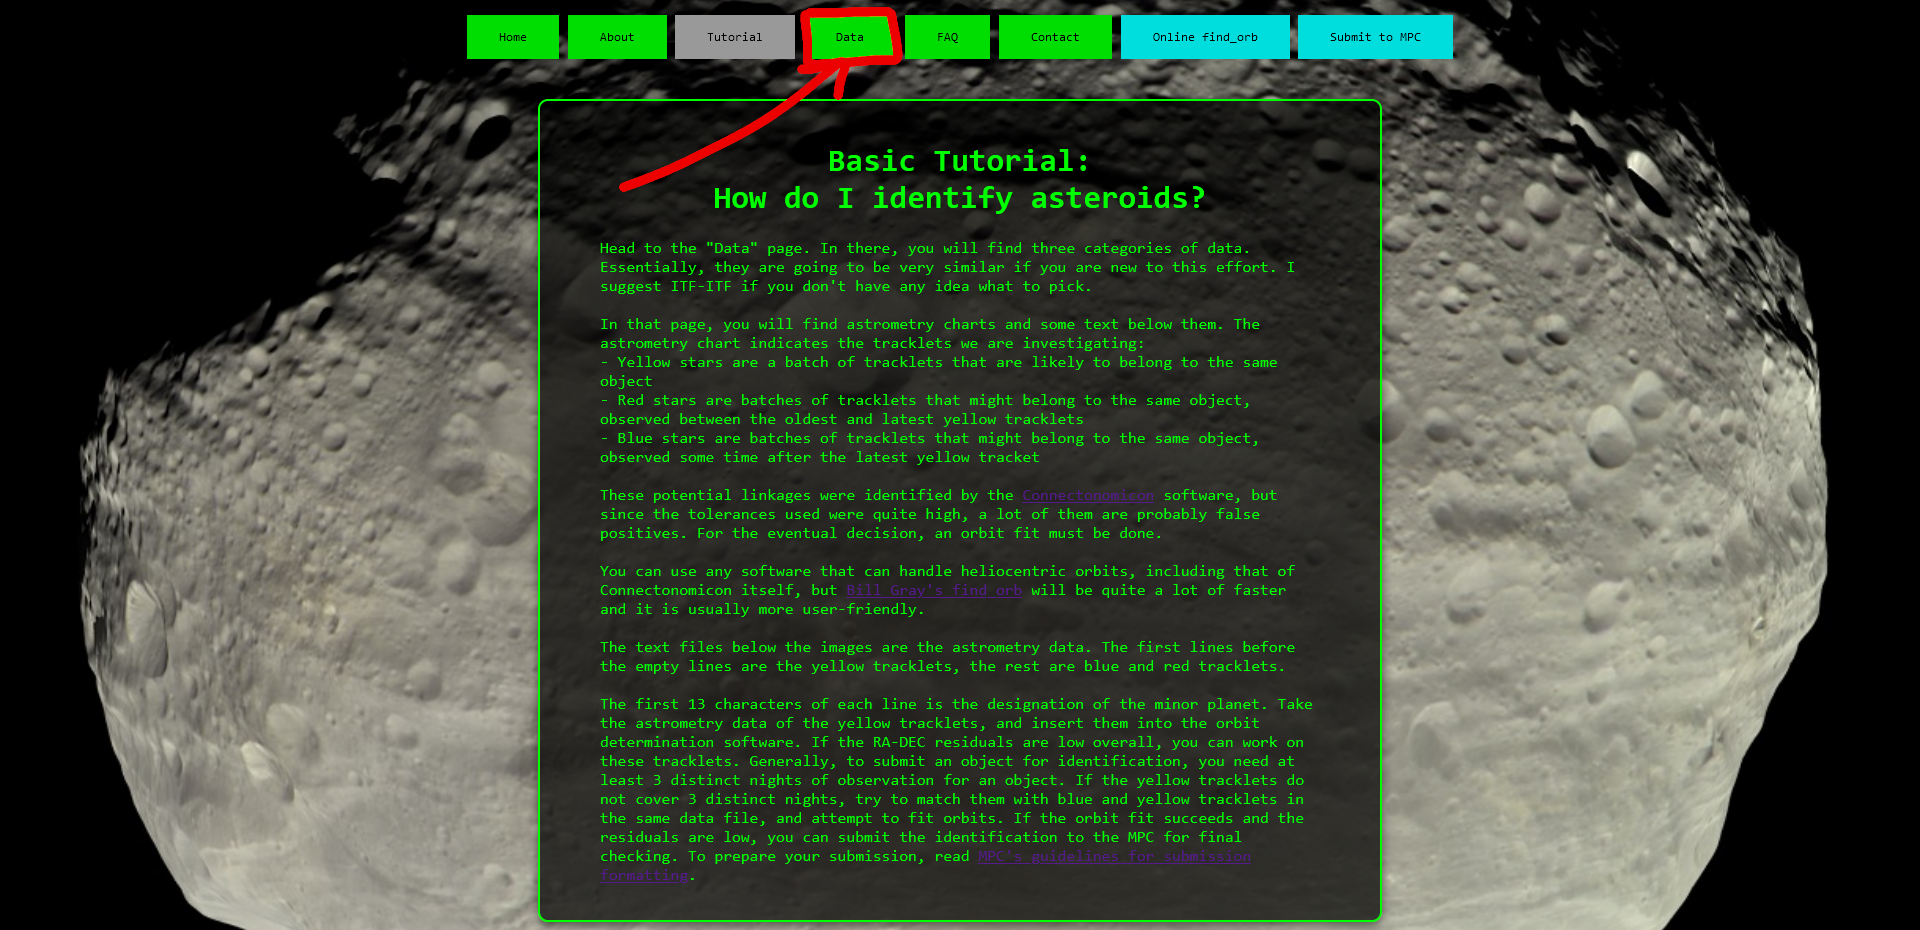 Home About Tutorial Data FAQ Contact Online find_orb Submit to MPC
Basic Tutorial:
How do I identify asteroids?
Head to the "Data" page. In there, you will find three categories of data.
Essentially, they are going to be very similar if you are new to this effort. I
suggest ITF-ITF if you don't have any idea what to pick.
In that page, you will find astrometry charts and some text below them. The
astrometry chart indicates the tracklets we are investigating:
- Yellow stars are a batch of tracklets that are likely to belong to the same
object
- Red stars are batches of tracklets that might belong to the same object,
observed between the oldest and latest yellow tracklets
- Blue stars are batches of tracklets that might belong to the same object,
observed some time after the latest yellow tracket
These potential linkages were identified by the Connectonomicon software, but
since the tolerances used were quite high, a lot of them are probably false
positives. For the eventual decision, an orbit fit must be done.
You can use any software that can handle heliocentric orbits, including that of
Connectonomicon itself, but Bill Gray's find_orb will be quite a lot of faster
and it is usually more user-friendly.
The text files below the images are the astrometry data. The first lines before
the empty lines are the yellow tracklets, the rest are blue and red tracklets.
The first 13 characters of each line is the designation of the minor planet. Take
the astrometry data of the yellow tracklets, and insert them into the orbit
determination software. If the RA-DEC residuals are low overall, you can work on
these tracklets. Generally, to submit an object for identification, you need at
least 3 distinct nights of observation for an object. If the yellow tracklets do
not cover 3 distinct nights, try to match them with blue and yellow tracklets in
the same data file, and attempt to fit orbits. If the orbit fit succeeds and the
residuals are low, you can submit the identification to the MPC for final
checking. To prepare your submission, read MPC's guidelines for submission
formatting.